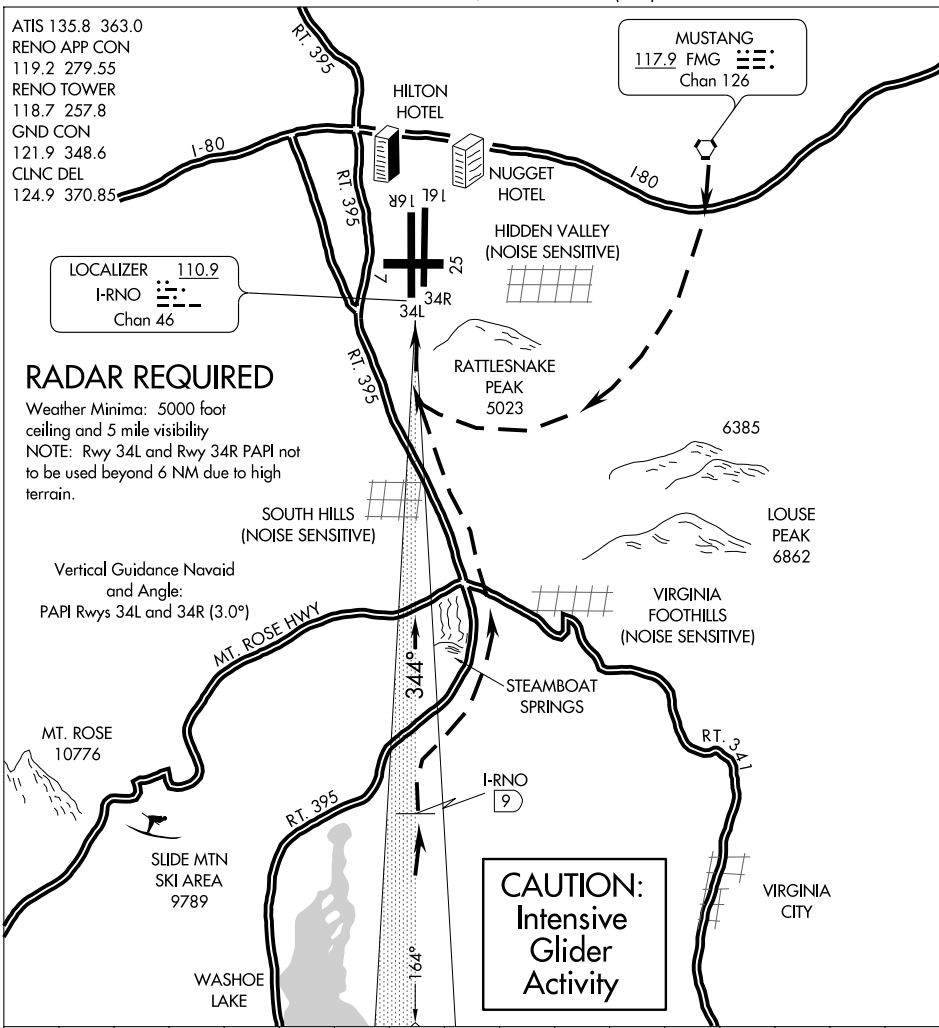 ATIS 135.8 363.0
RENO APP CON
119.2 279.55
RENO TOWER
118.7 257.8
GND CON
121.9 348.6
CLNC DEL
124.9 370.85
RT. 395
MUSTANG
117.9 FMG
Chan 126
HILTON
HOTEL
I-80
RT. 395
NUGGET
HOTEL
I-80
16R
16L
HIDDEN VALLEY
(NOISE SENSITIVE)
LOCALIZER 110.9
I-RNO
Chan 46
7
25
34L
34R
RT. 395
RATTLESNAKE
PEAK
5023
RADAR REQUIRED
Weather Minima: 5000 foot
ceiling and 5 mile visibility
NOTE: Rwy 34L and Rwy 34R PAPI not
to be used beyond 6 NM due to high
terrain.
6385
SOUTH HILLS
(NOISE SENSITIVE)
LOUSE
PEAK
6862
Vertical Guidance Navaid
and Angle:
PAPI Rwys 34L and 34R (3.0°)
VIRGINIA
FOOTHILLS
(NOISE SENSITIVE)
MT. ROSE HWY
344°
STEAMBOAT
SPRINGS
MT. ROSE
10776
RT. 341
I-RNO
9
RT. 395
SLIDE MTN
SKI AREA
9789
CAUTION:
Intensive
Glider
Activity
VIRGINIA
CITY
WASHOE
LAKE
164°